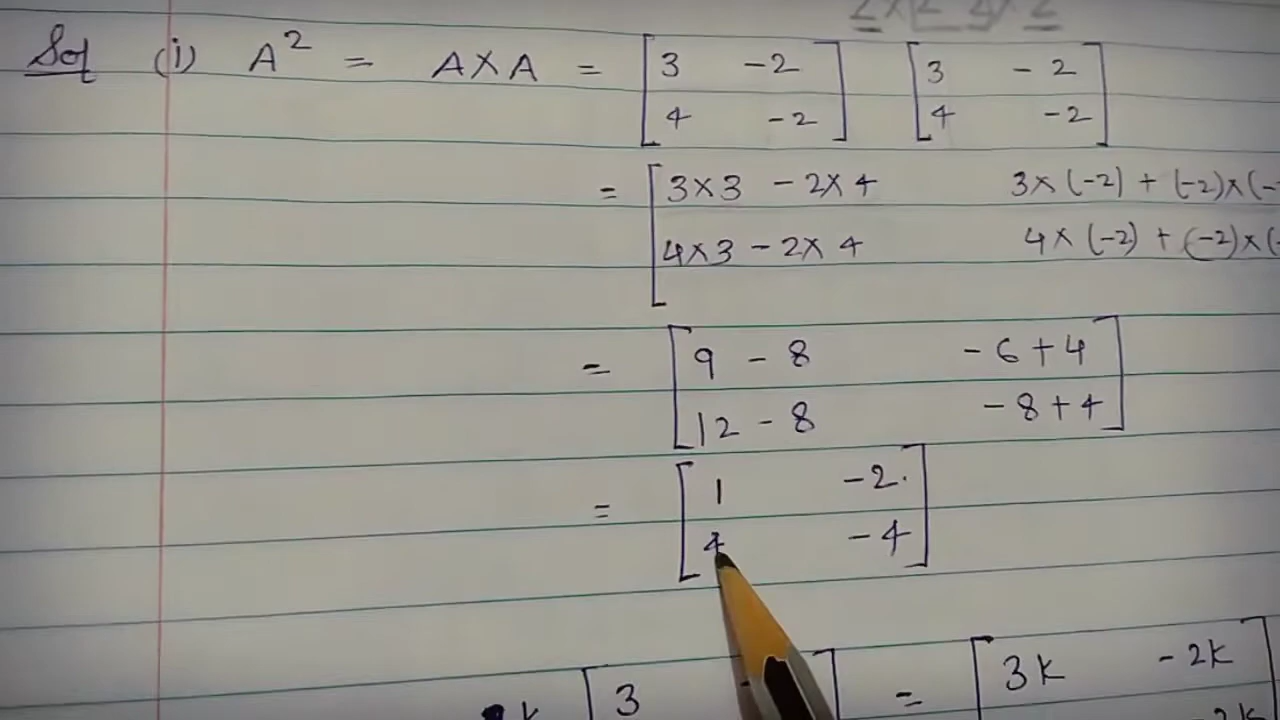 Sol (i) A² = A×A = [3 -2 [3 -2
4 -2] 4 -2]
= [3×3 - 2×4 3×(-2) + (-2)×(-
4×3 - 2×4 4×(-2) + (-2)×(-
= [9 - 8 -6+4
12 - 8 -8+4]
= [1 -2
4 -4]
k [3 ] = [3k -2k
2k